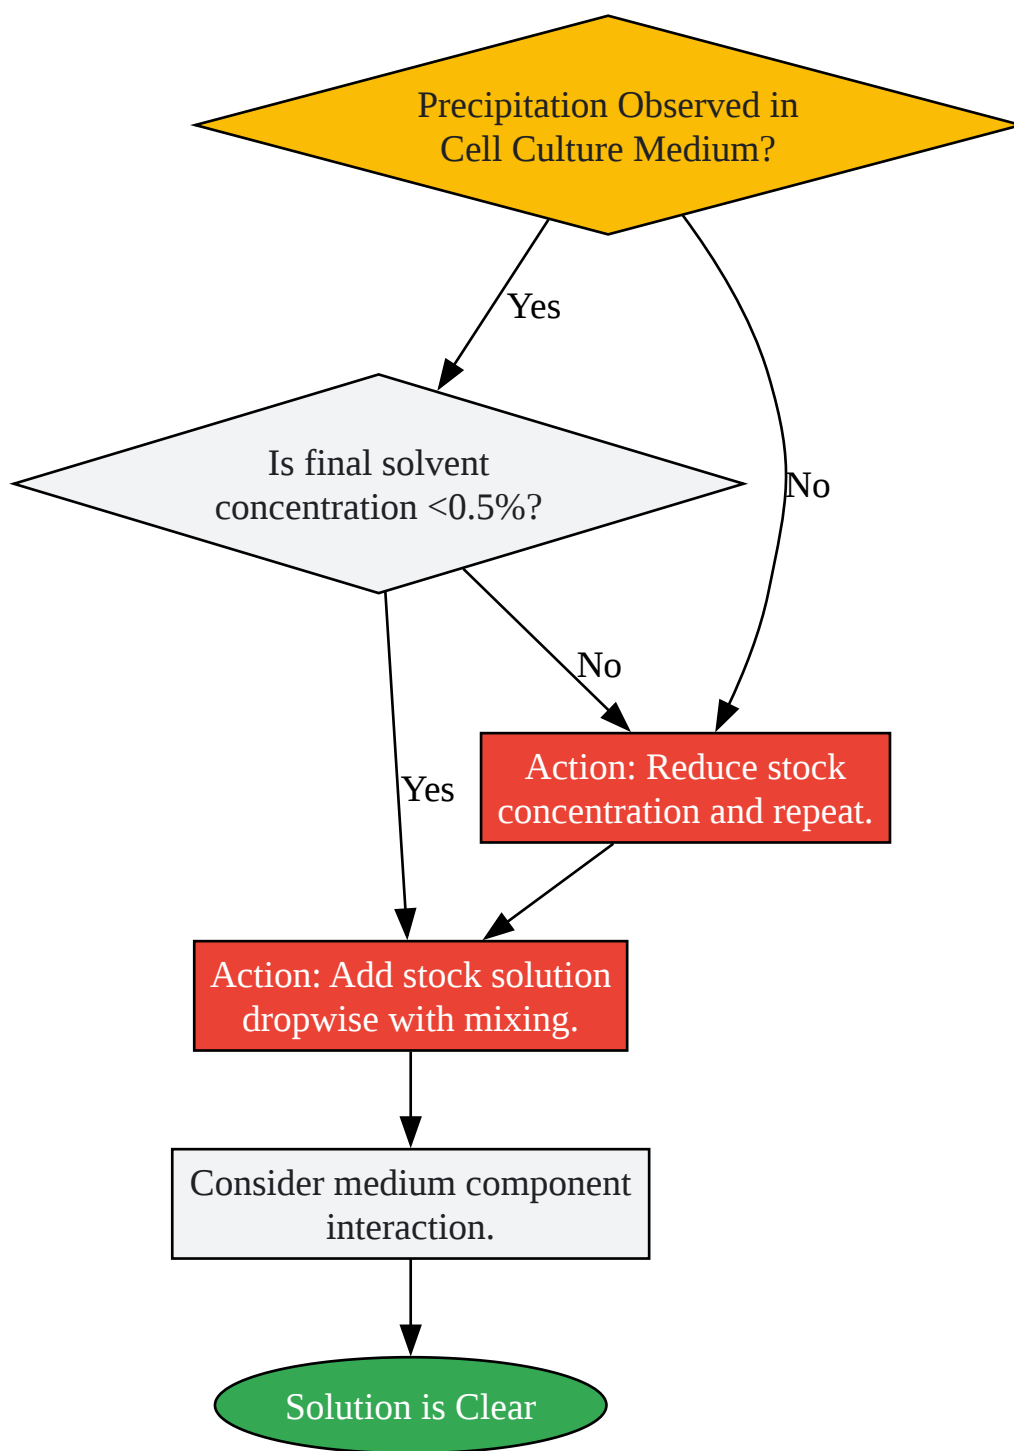 Precipitation Observed in
Cell Culture Medium?
Yes
Is final solvent
concentration <0.5%?
No
No
Action: Reduce stock
concentration and repeat.
Yes
Action: Add stock solution
dropwise with mixing.
Consider medium component
interaction.
Solution is Clear